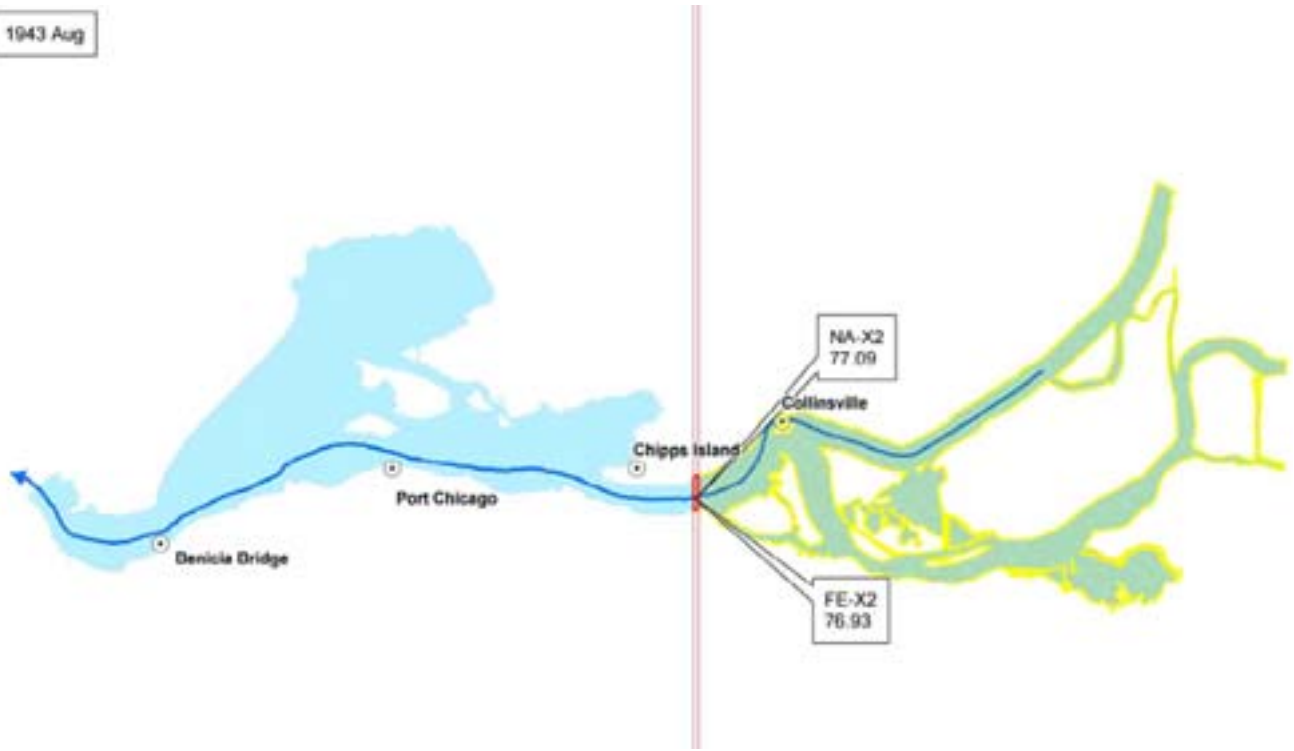 1943 Aug
NA-X2
77.09
Collinsville
Chipps Island
Port Chicago
Benicia Bridge
FE-X2
76.93